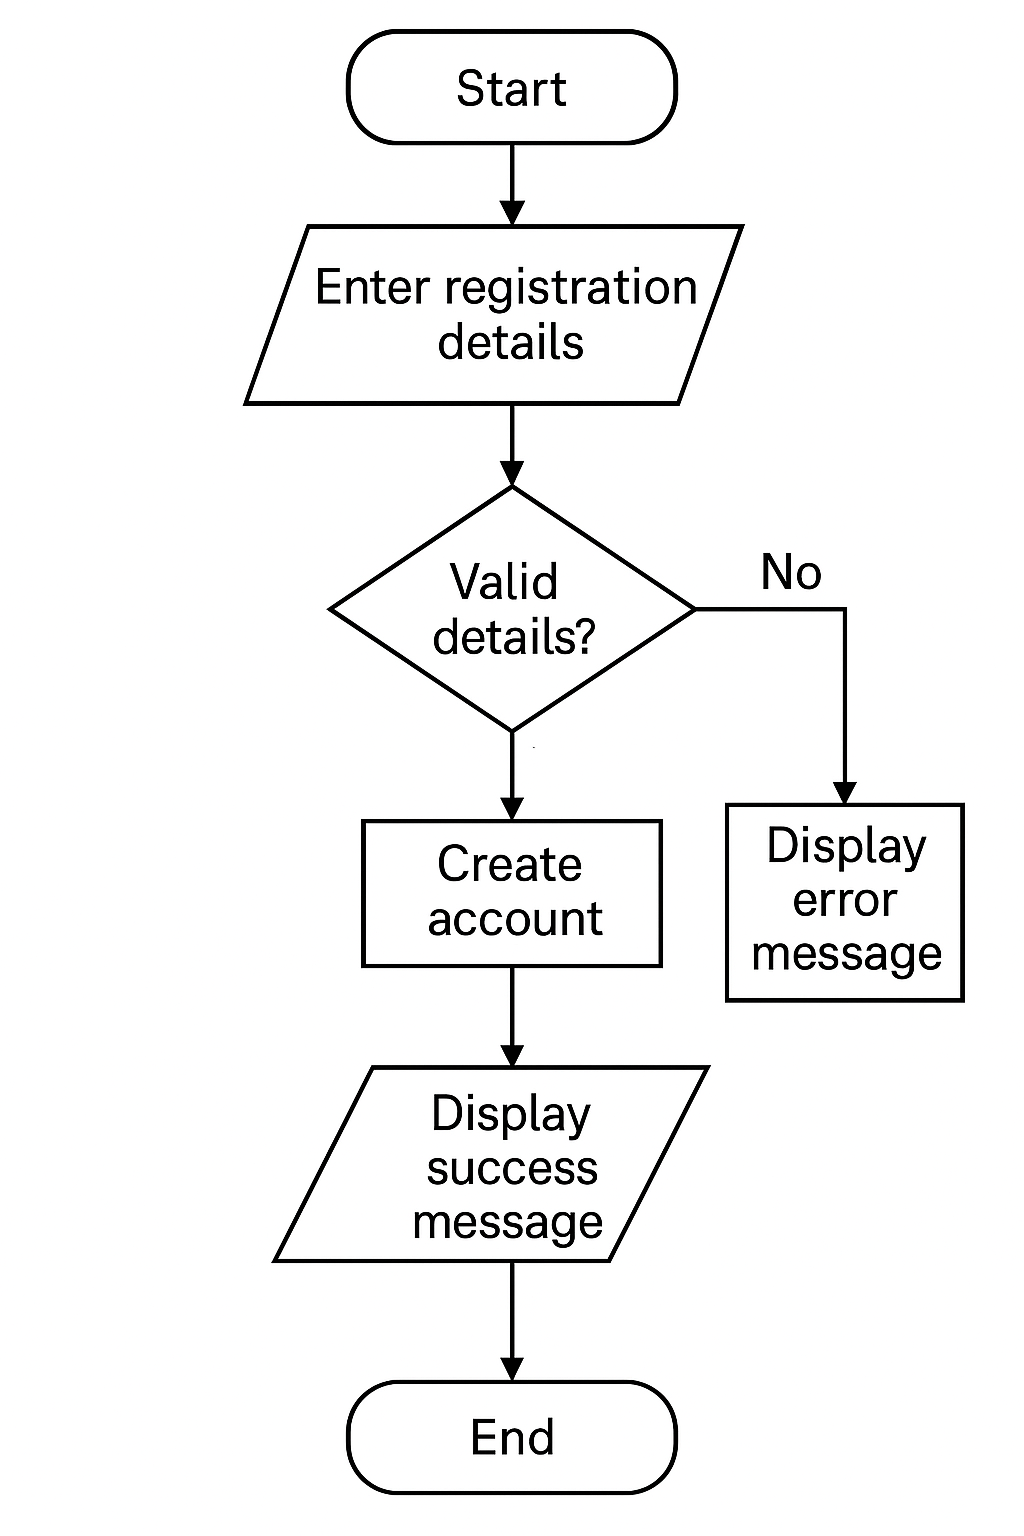 Start
Enter registration
details
Valid
details?
No
Create
account
Display
error
message
Display
success
message
End